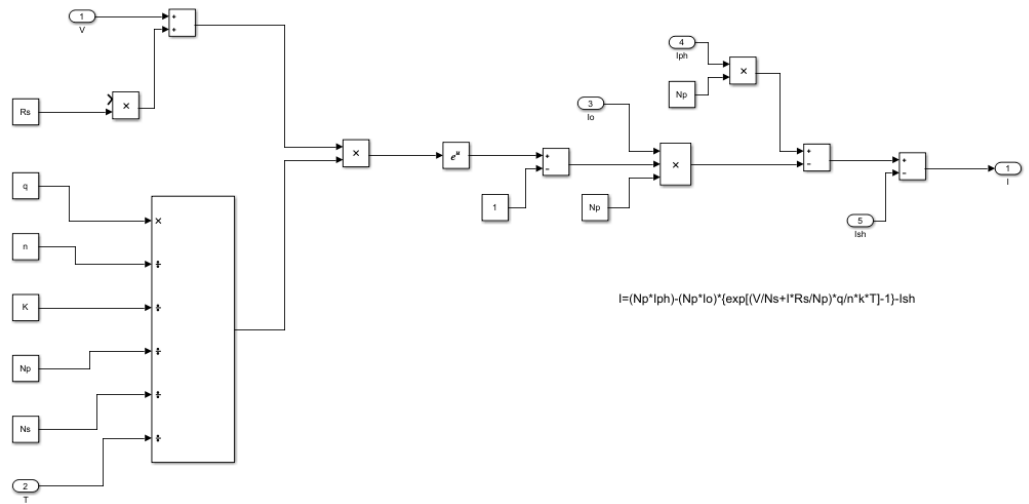 1
V
Rs
×
q
n
K
Np
Ns
2
T
×
÷
÷
÷
÷
÷
+
+
×
e^u
1
+
−
3
Io
Np
×
4
Iph
Np
×
+
−
5
Ish
+
−
1
I
I=(Np*Iph)-(Np*Io)*{exp[(V/Ns+I*Rs/Np)*q/n*k*T]-1}-Ish